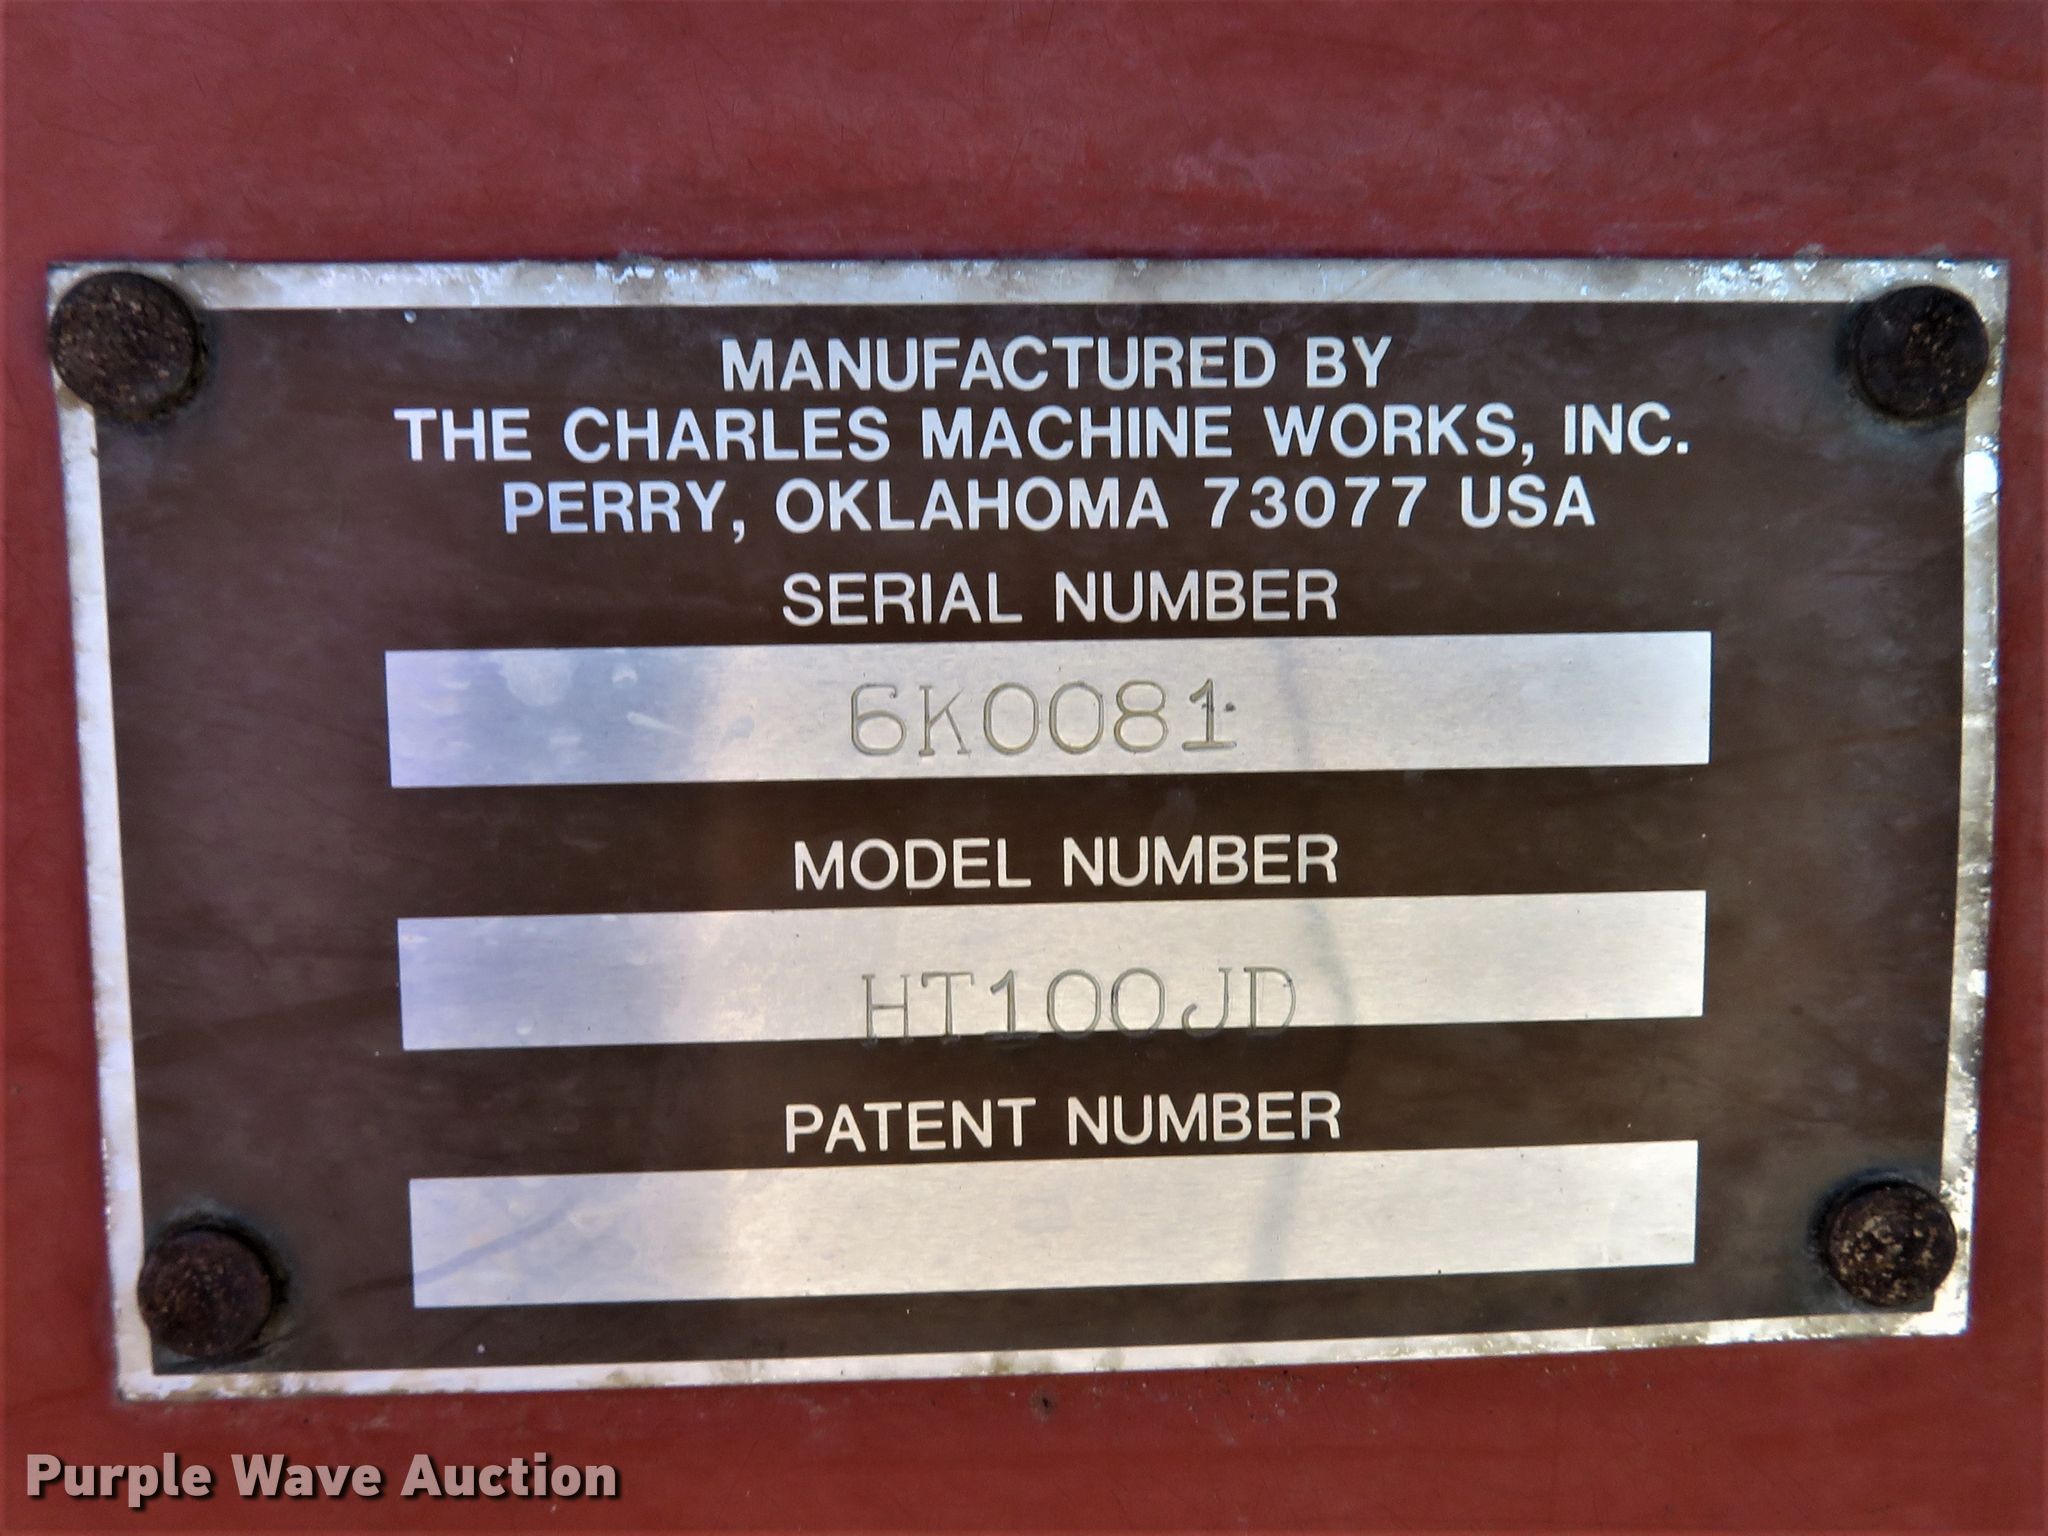 MANUFACTURED BY
THE CHARLES MACHINE WORKS, INC.
PERRY, OKLAHOMA 73077 USA
SERIAL NUMBER
6K0081
MODEL NUMBER
HT100JD
PATENT NUMBER
Purple Wave Auction